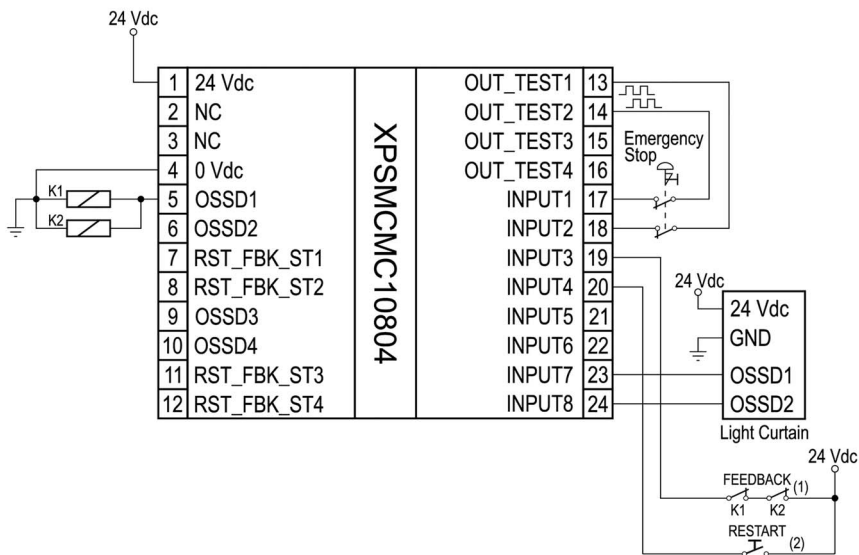 24 Vdc
1 24 Vdc
2 NC
3 NC
4 0 Vdc
5 OSSD1
6 OSSD2
7 RST_FBK_ST1
8 RST_FBK_ST2
9 OSSD3
10 OSSD4
11 RST_FBK_ST3
12 RST_FBK_ST4
K1
K2
XPSMCMC10804
OUT_TEST1 13
OUT_TEST2 14
OUT_TEST3 15
OUT_TEST4 16
INPUT1 17
INPUT2 18
INPUT3 19
INPUT4 20
INPUT5 21
INPUT6 22
INPUT7 23
INPUT8 24
Emergency
Stop
24 Vdc
24 Vdc
GND
OSSD1
OSSD2
Light Curtain
24 Vdc
FEEDBACK (1)
K1 K2
RESTART (2)